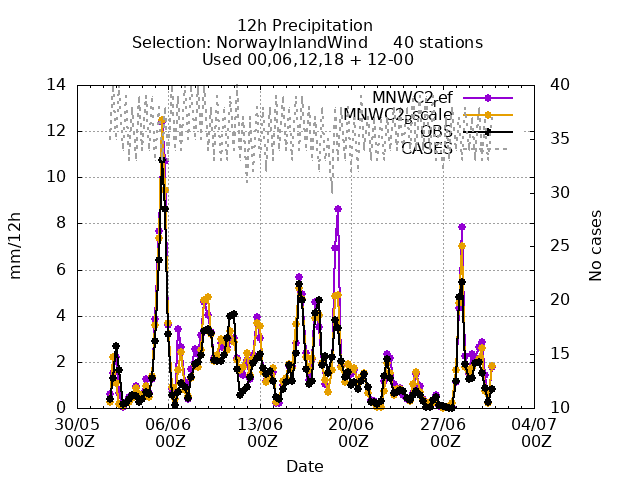 12h Precipitation
Selection: NorwayInlandWind 40 stations
Used 00,06,12,18 + 12-00
MNWC2ref
MNWC2Bscale
OBS
CASES
14
12
10
8
6
4
2
0
mm/12h
40
35
30
25
20
15
10
No cases
30/05 06/06 13/06 20/06 27/06 04/07
00Z 00Z 00Z 00Z 00Z 00Z
Date